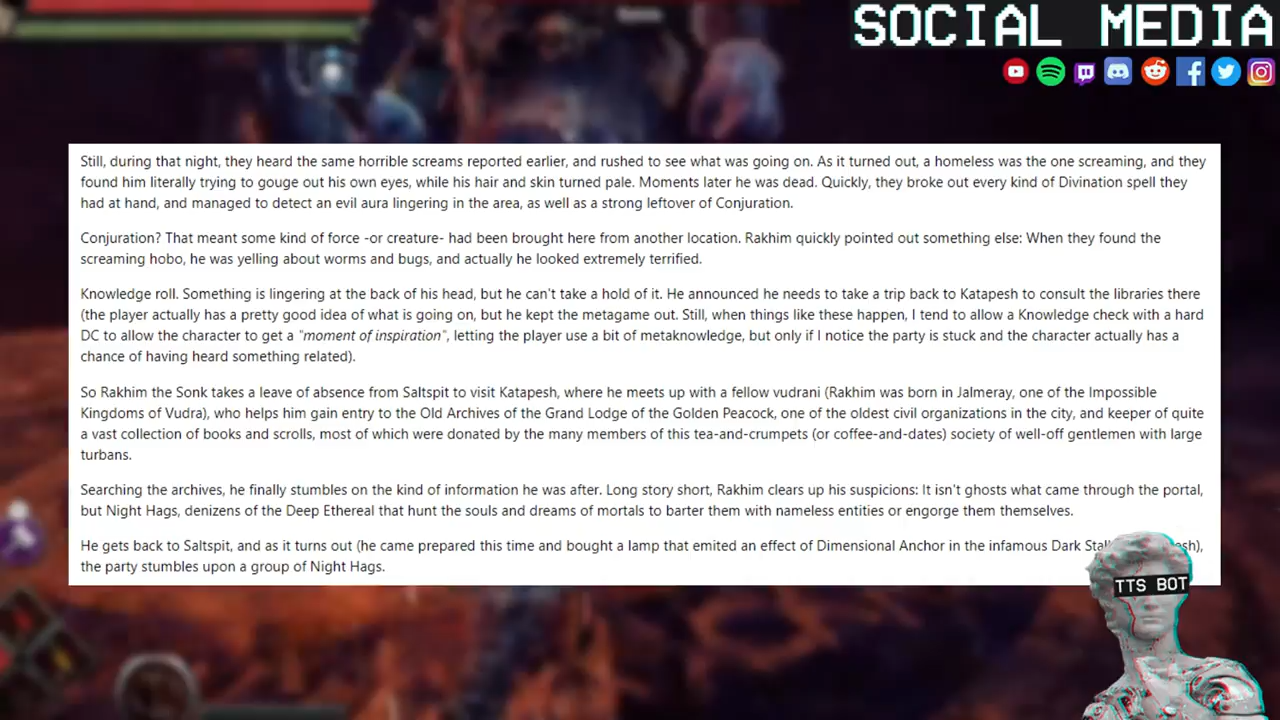 SOCIAL MEDIA
Still, during that night, they heard the same horrible screams reported earlier, and rushed to see what was going on. As it turned out, a homeless was the one screaming, and they
found him literally trying to gouge out his own eyes, while his hair and skin turned pale. Moments later he was dead. Quickly, they broke out every kind of Divination spell they
had at hand, and managed to detect an evil aura lingering in the area, as well as a strong leftover of Conjuration.
Conjuration? That meant some kind of force -or creature- had been brought here from another location. Rakhim quickly pointed out something else: When they found the
screaming hobo, he was yelling about worms and bugs, and actually he looked extremely terrified.
Knowledge roll. Something is lingering at the back of his head, but he can't take a hold of it. He announced he needs to take a trip back to Katapesh to consult the libraries there
(the player actually has a pretty good idea of what is going on, but he kept the metagame out. Still, when things like these happen, I tend to allow a Knowledge check with a hard
DC to allow the character to get a "moment of inspiration", letting the player use a bit of metaknowledge, but only if I notice the party is stuck and the character actually has a
chance of having heard something related).
So Rakhim the Sonk takes a leave of absence from Saltspit to visit Katapesh, where he meets up with a fellow vudrani (Rakhim was born in Jalmeray, one of the Impossible
Kingdoms of Vudra), who helps him gain entry to the Old Archives of the Grand Lodge of the Golden Peacock, one of the oldest civil organizations in the city, and keeper of quite
a vast collection of books and scrolls, most of which were donated by the many members of this tea-and-crumpets (or coffee-and-dates) society of well-off gentlemen with large
turbans.
Searching the archives, he finally stumbles on the kind of information he was after. Long story short, Rakhim clears up his suspicions: It isn't ghosts what came through the portal,
but Night Hags, denizens of the Deep Ethereal that hunt the souls and dreams of mortals to barter them with nameless entities or engorge them themselves.
He gets back to Saltspit, and as it turns out (he came prepared this time and bought a lamp that emited an effect of Dimensional Anchor in the infamous Dark
the party stumbles upon a group of Night Hags.
TTS BOT